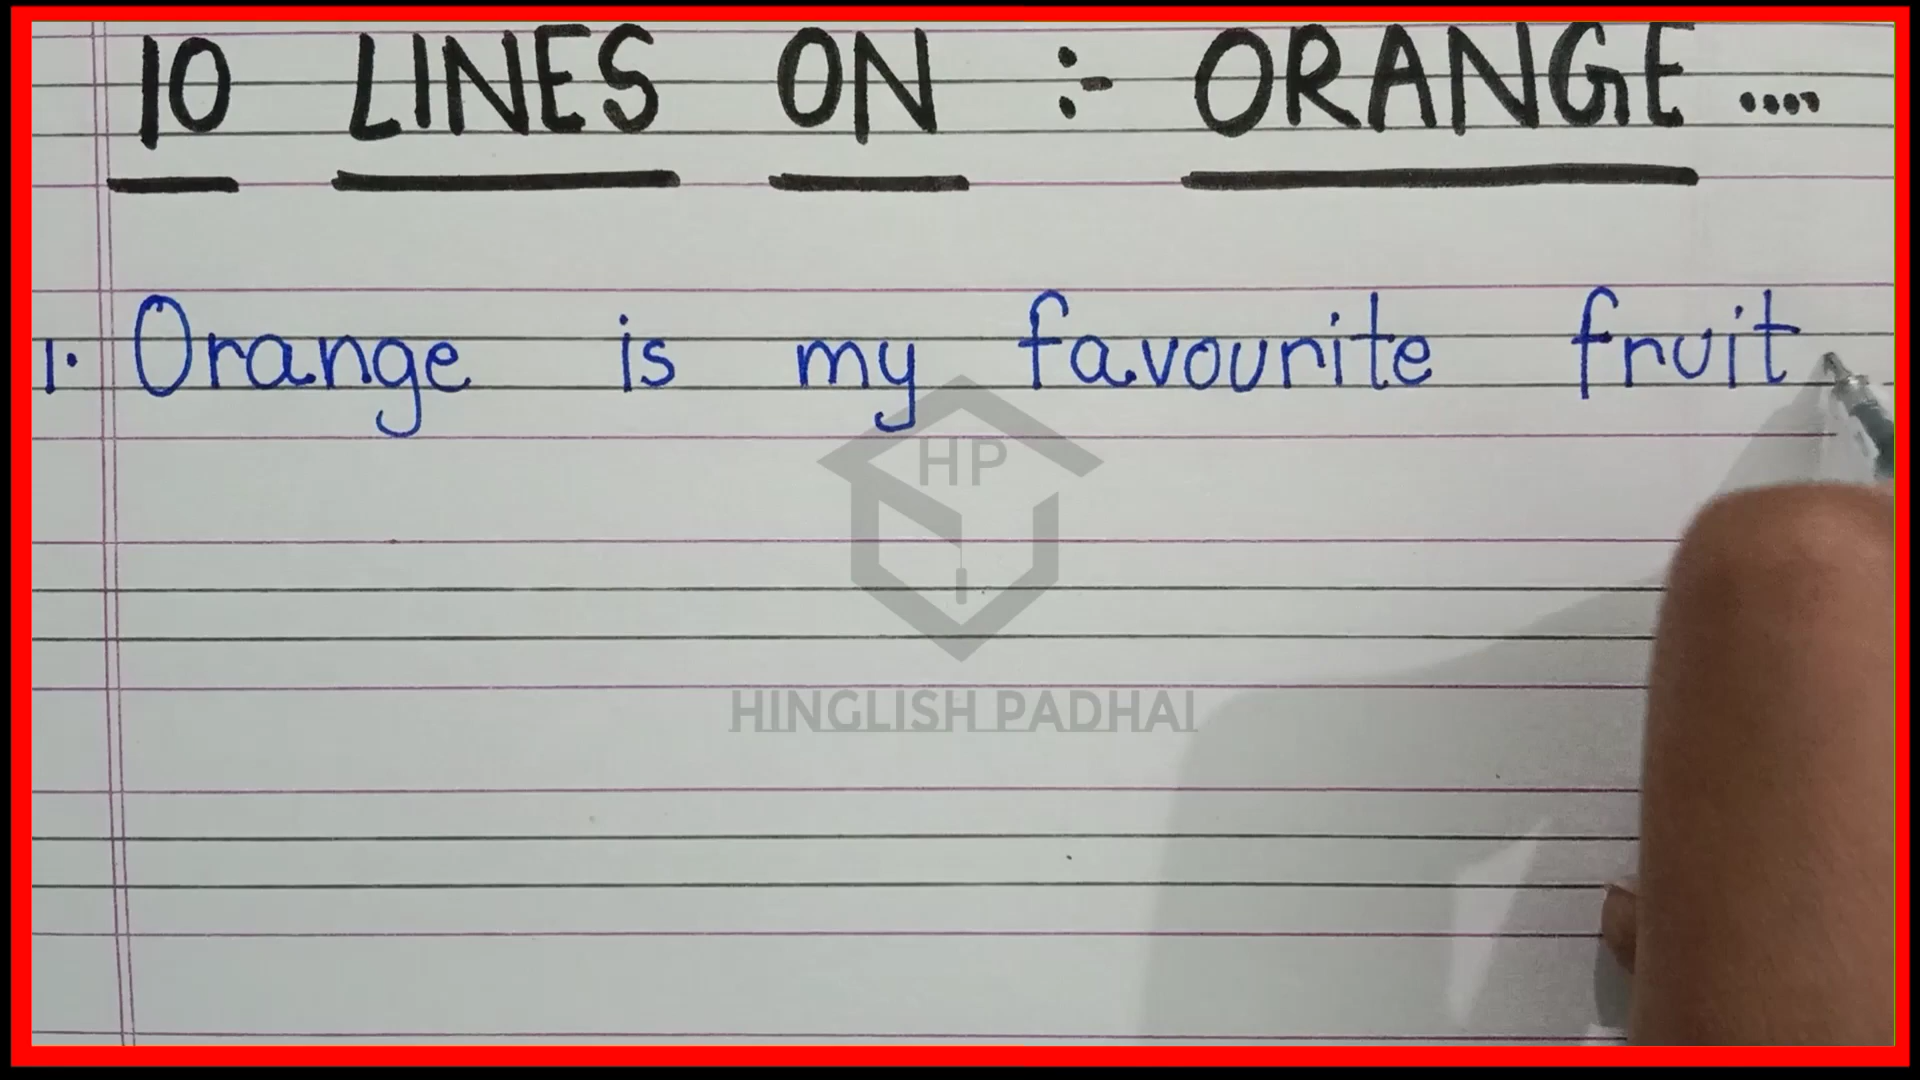 10 LINES ON :- ORANGE ....
1. Orange is my favourite fruit
HP
I
HINGLISH PADHAI